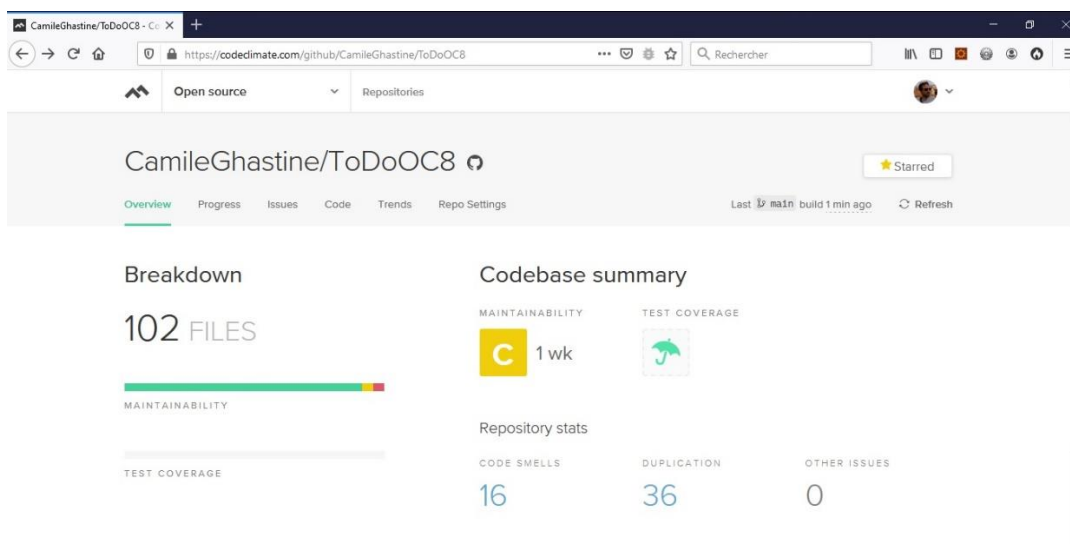 CamileGhastine/ToDoOC8 - Co
https://codeclimate.com/github/CamileGhastine/ToDoOC8
Rechercher
Open source
Repositories
CamileGhastine/ToDoOC8
Starred
Overview Progress Issues Code Trends Repo Settings
Last main build 1 min ago Refresh
Breakdown
102 FILES
MAINTAINABILITY
TEST COVERAGE
Codebase summary
MAINTAINABILITY TEST COVERAGE
C 1 wk
Repository stats
CODE SMELLS DUPLICATION OTHER ISSUES
16 36 0